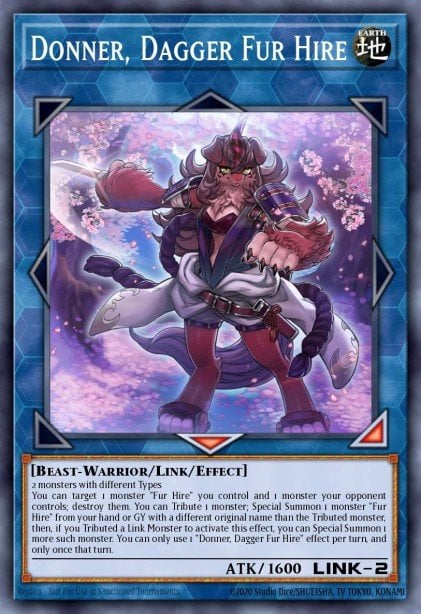 DONNER, DAGGER FUR HIRE
EARTH
地
[BEAST-WARRIOR/LINK/EFFECT]
2 monsters with different Types
You can target 1 monster "Fur Hire" you control and 1 monster your opponent
controls; destroy them. You can Tribute 1 monster; Special Summon 1 monster "Fur
Hire" from your hand or GY with a different original name than the Tributed monster,
then, if you Tributed a Link Monster to activate this effect, you can Special Summon 1
more such monster. You can only use 1 "Donner, Dagger Fur Hire" effect per turn, and
only once that turn.
ATK/1600 LINK-2
Replica - Not For Use in Sanctioned Tornaments. ©2020 Studio Dice/SHUEISHA, TV TOKYO, KONAMI